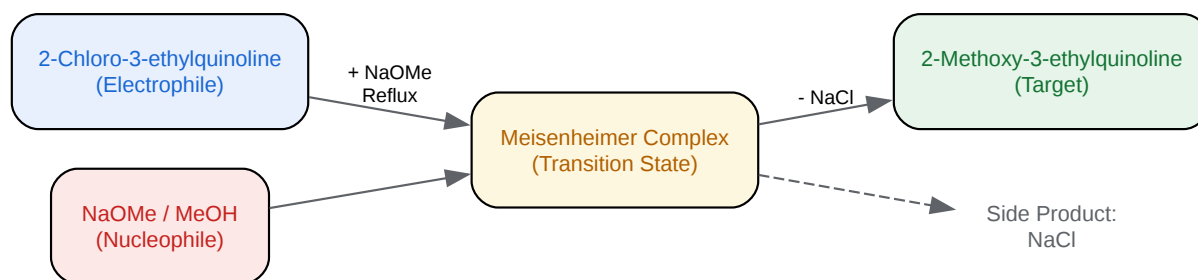 2-Chloro-3-ethylquinoline
(Electrophile)
+ NaOMe
Reflux
NaOMe / MeOH
(Nucleophile)
Meisenheimer Complex
(Transition State)
- NaCl
2-Methoxy-3-ethylquinoline
(Target)
Side Product:
NaCl